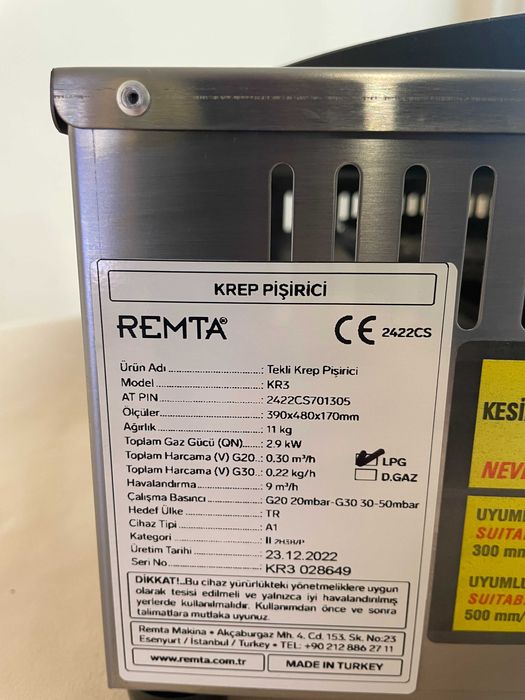 KREP PİŞİRİCİ
REMTA®
CE 2422CS
Ürün Adı.....................: Tekli Krep Pişirici
Model..........................: KR3
AT PIN.........................: 2422CS701305
Ölçüler........................: 390x480x170mm
Ağırlık.........................: 11 kg
Toplam Gaz Gücü (QN)......: 2.9 kW
Toplam Harcama (V) G20..: 0.30 m³/h
Toplam Harcama (V) G30..: 0.22 kg/h
LPG
D.GAZ
Havalandırma..................: 9 m³/h
Çalışma Basıncı...............: G20 20mbar-G30 30-50mbar
Hedef Ülke....................: TR
Cihaz Tipi.....................: A1
Kategori.......................: II 2H3B/P
Üretim Tarihi.................: 23.12.2022
Seri No........................: KR3 028649
DİKKAT!..Bu cihaz yürürlükteki yönetmeliklere uygun
olarak tesisi edilmeli ve yalnızca iyi havalandırılmış
yerlerde kullanılmalıdır. Kullanımdan önce ve sonra
talimatlara mutlaka uyunuz.
Remta Makina • Akçaburgaz Mh. 4. Cd. 153. Sk. No:23
Esenyurt / İstanbul / Turkey • TEL: +90 212 886 27 11
www.remta.com.tr
MADE IN TURKEY
KESİ
NEVE
UYUML
SUITAB
300 mm
UYUMLU
SUITABL
500 mm/